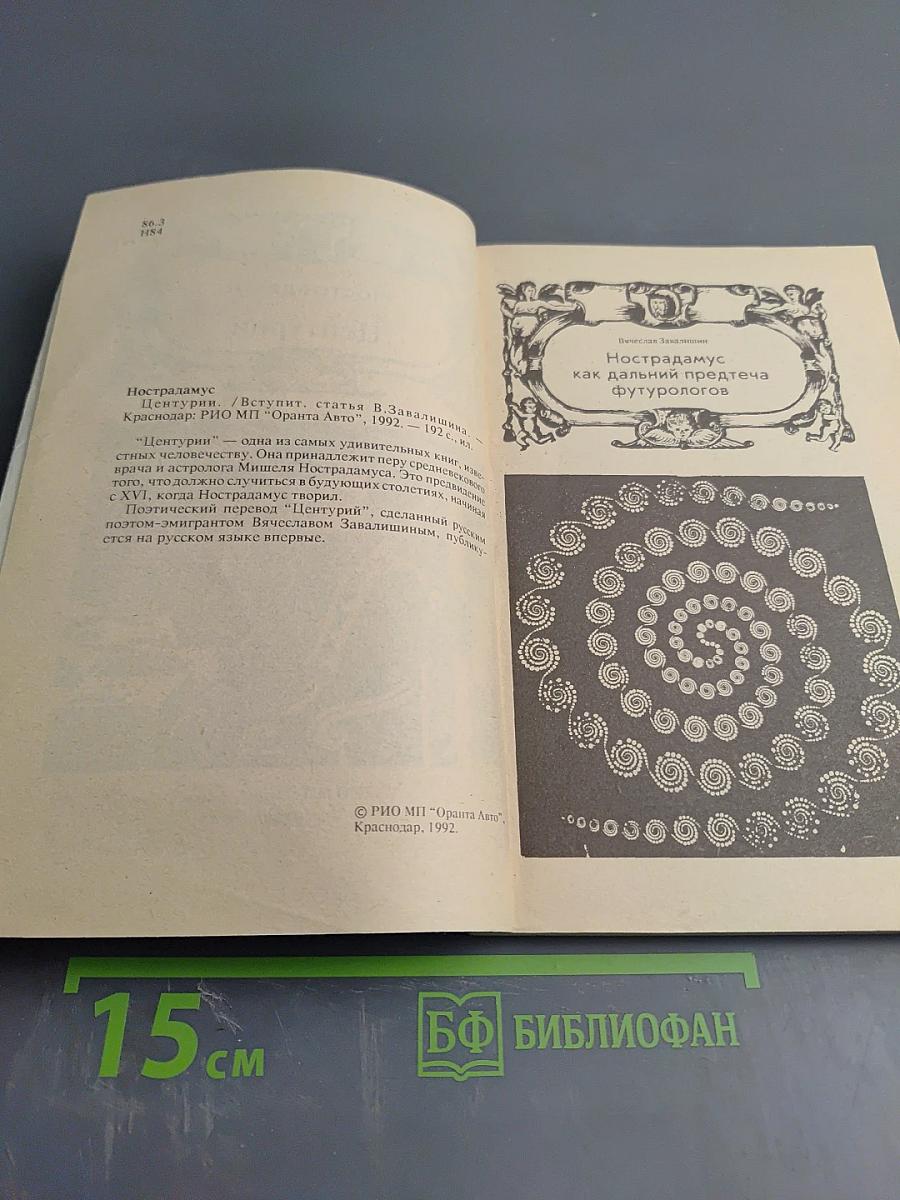 86.3
Н84
Нострадамус
Центурии. /Вступит. статья В.Завалишина. —
Краснодар: РИО МП "Оранта Авто", 1992. — 192 с., ил.
"Центурии" — одна из самых удивительных книг, изве-
стных человечеству. Она принадлежит перу средневекового
врача и астролога Мишеля Нострадамуса. Это предвидение
того, что должно случиться в будующих столетиях, начиная
с XVI, когда Нострадамус творил.
Поэтический перевод "Центурий", сделанный русским
поэтом-эмигрантом Вячеславом Завалишиным, публику-
ется на русском языке впервые.
© РИО МП "Оранта Авто",
Краснодар, 1992.
Вячеслав Завалишин
Нострадамус
как дальний предтеча
футурологов
15 см
БФ БИБЛИОФАН